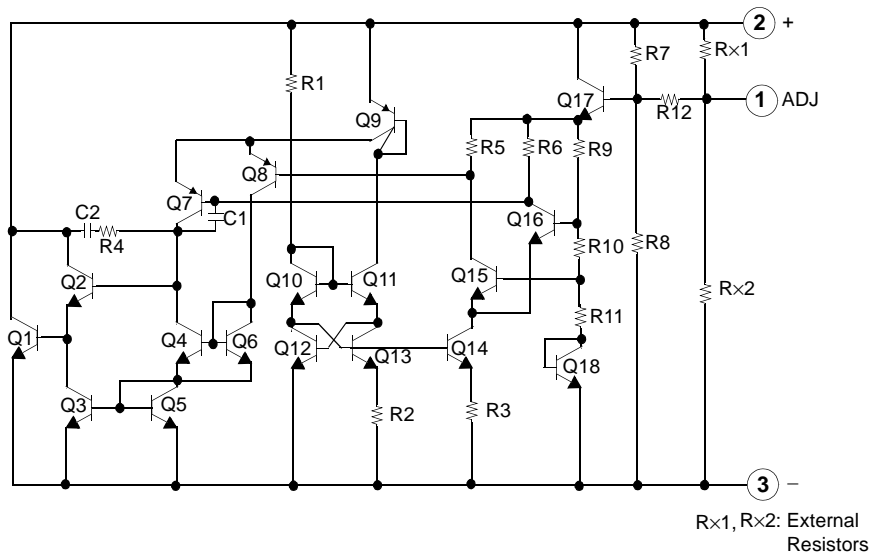 2 +
R7
R×1
R1
Q17
1 ADJ
R12
Q9
R5
R6
R9
Q8
Q7
C1
C2
R4
Q16
R10
R8
Q2
Q10
Q11
Q15
R×2
R11
Q1
Q4
Q6
Q12
Q13
Q14
Q18
Q3
Q5
R2
R3
3 −
R×1, R×2: External
Resistors